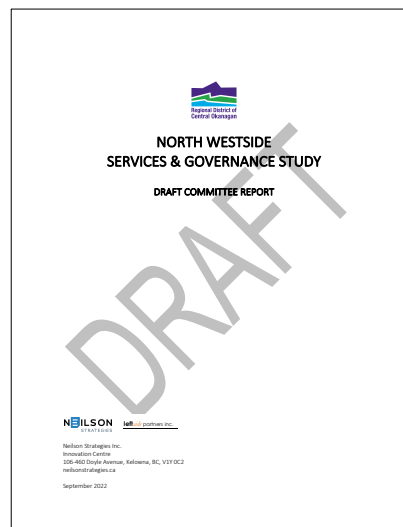 Regional District of
Central Okanagan
NORTH WESTSIDE
SERVICES & GOVERNANCE STUDY
DRAFT COMMITTEE REPORT
DRAFT
NEILSON
STRATEGIES
leftside partners inc.
Neilson Strategies Inc.
Innovation Centre
106-460 Doyle Avenue, Kelowna, BC, V1Y 0C2
neilsonstrategies.ca
September 2022